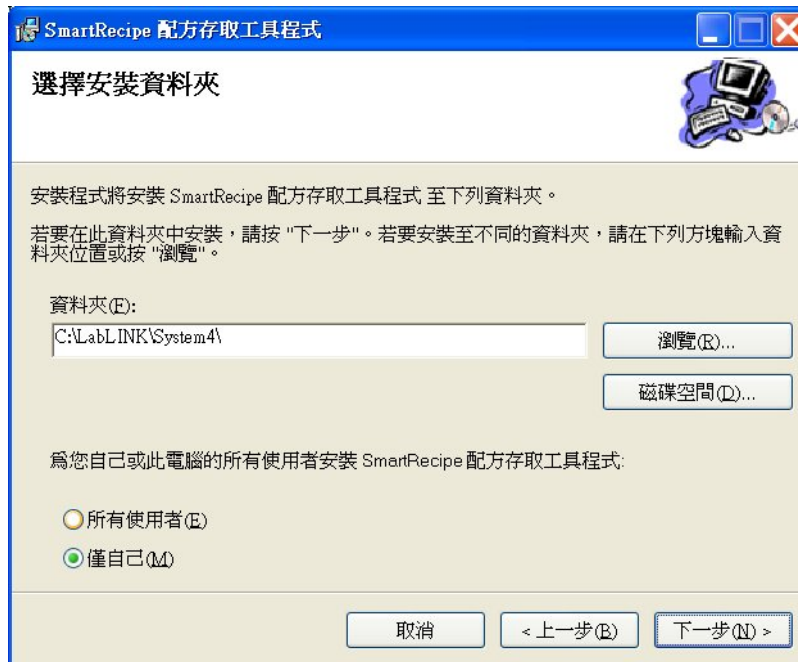 SmartRecipe 配方存取工具程式
選擇安裝資料夾
安裝程式將安裝 SmartRecipe 配方存取工具程式 至下列資料夾。
若要在此資料夾中安裝，請按 "下一步"。若要安裝至不同的資料夾，請在下列方塊輸入資
料夾位置或按 "瀏覽"。
資料夾(F):
C:\LabLINK\System4\
瀏覽(R)...
磁碟空間(D)...
為您自己或此電腦的所有使用者安裝 SmartRecipe 配方存取工具程式:
所有使用者(E)
僅自己(M)
取消
< 上一步(B)
下一步(N) >